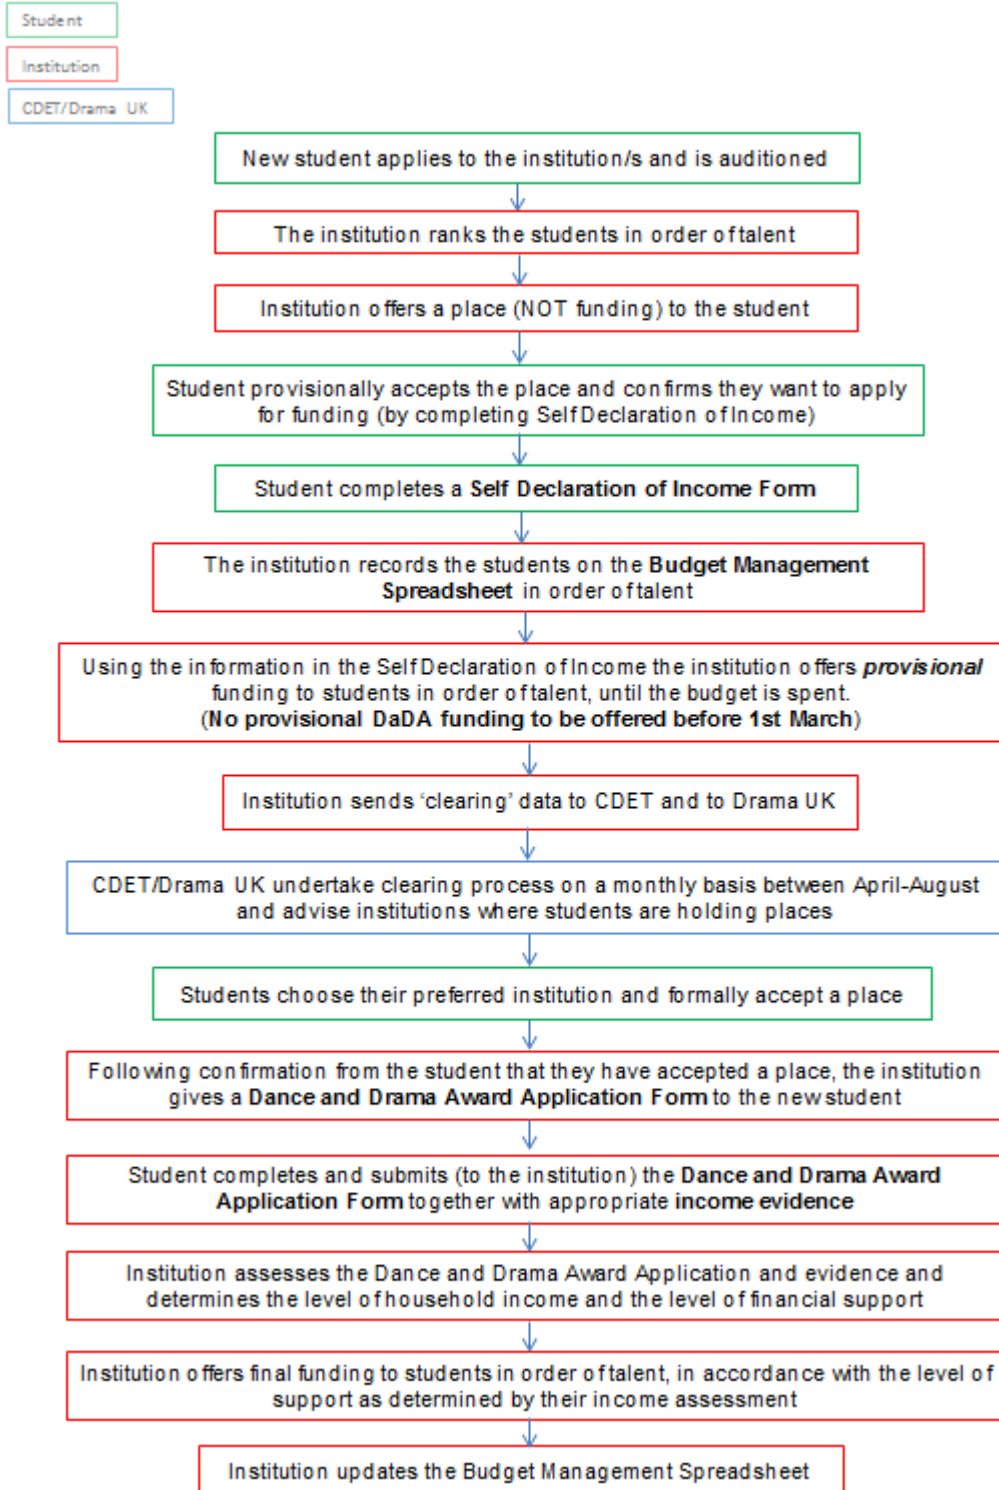 Student
Institution
CDET/Drama UK
New student applies to the institution/s and is auditioned
The institution ranks the students in order of talent
Institution offers a place (NOT funding) to the student
Student provisionally accepts the place and confirms they want to apply
for funding (by completing Self Declaration of Income)
Student completes a Self Declaration of Income Form
The institution records the students on the Budget Management
Spreadsheet in order of talent
Using the information in the Self Declaration of Income the institution offers provisional
funding to students in order of talent, until the budget is spent.
(No provisional DaDA funding to be offered before 1st March)
Institution sends ‘clearing’ data to CDET and to Drama UK
CDET/Drama UK undertake clearing process on a monthly basis between April-August
and advise institutions where students are holding places
Students choose their preferred institution and formally accept a place
Following confirmation from the student that they have accepted a place, the institution
gives a Dance and Drama Award Application Form to the new student
Student completes and submits (to the institution) the Dance and Drama Award
Application Form together with appropriate income evidence
Institution assesses the Dance and Drama Award Application and evidence and
determines the level of household income and the level of financial support
Institution offers final funding to students in order of talent, in accordance with the level of
support as determined by their income assessment
Institution updates the Budget Management Spreadsheet